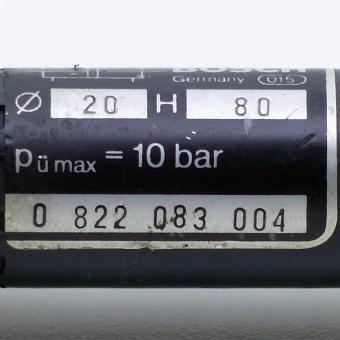 BOSCH
Germany 015
Ø 20 H 80
pü max = 10 bar
0 822 083 004